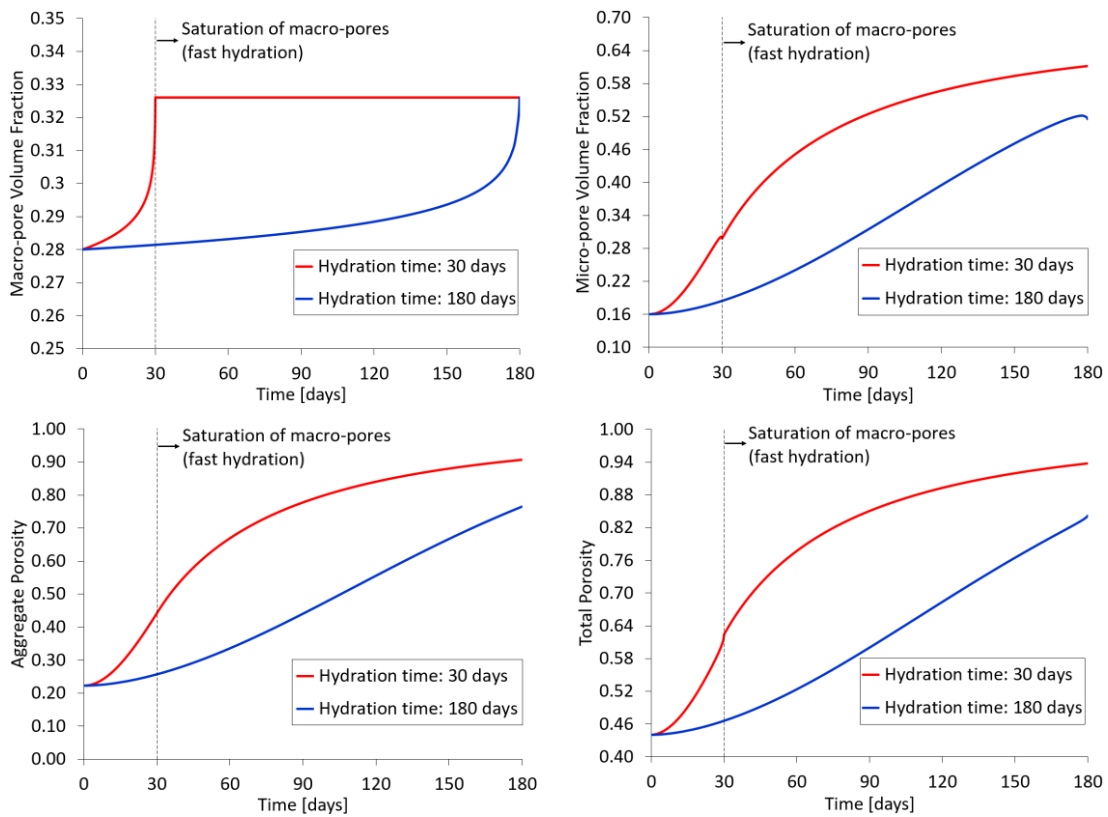 0.35
0.34
0.33
0.32
0.31
0.3
0.29
0.28
0.27
0.26
0.25
Macro-pore Volume Fraction
Saturation of macro-pores
(fast hydration)
Hydration time: 30 days
Hydration time: 180 days
0 30 60 90 120 150 180
Time [days]
0.70
0.64
0.58
0.52
0.46
0.40
0.34
0.28
0.22
0.16
0.10
Micro-pore Volume Fraction
Saturation of macro-pores
(fast hydration)
Hydration time: 30 days
Hydration time: 180 days
0 30 60 90 120 150 180
Time [days]
1.00
0.90
0.80
0.70
0.60
0.50
0.40
0.30
0.20
0.10
0.00
Aggregate Porosity
Saturation of macro-pores
(fast hydration)
Hydration time: 30 days
Hydration time: 180 days
0 30 60 90 120 150 180
Time [days]
1.00
0.94
0.88
0.82
0.76
0.70
0.64
0.58
0.52
0.46
0.40
Total Porosity
Saturation of macro-pores
(fast hydration)
Hydration time: 30 days
Hydration time: 180 days
0 30 60 90 120 150 180
Time [days]